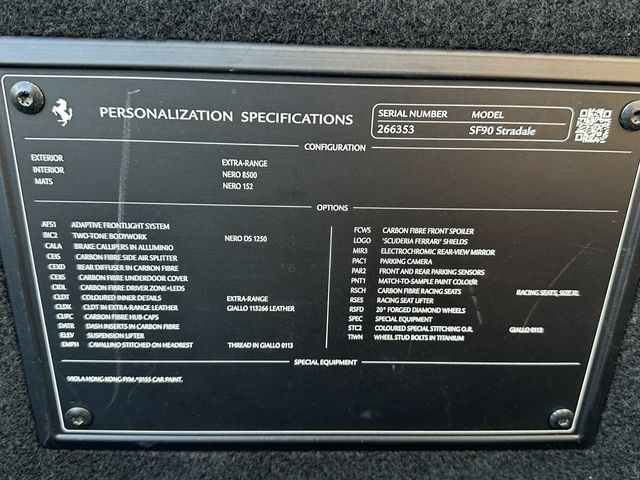 PERSONALIZATION SPECIFICATIONS
SERIAL NUMBER MODEL
266353 SF90 Stradale
CONFIGURATION
EXTERIOR EXTRA-RANGE
INTERIOR NERO 8500
MATS NERO 152
OPTIONS
AFS1 ADAPTIVE FRONTLIGHT SYSTEM
BIC2 TWO-TONE BODYWORK NERO DS 1250
CALA BRAKE CALLIPERS IN ALLUMINIO
CEIS CARBON FIBRE SIDE AIR SPLITTER
CEXD REAR DIFFUSER IN CARBON FIBRE
CEXS CARBON FIBRE UNDERDOOR COVER
CIDL CARBON FIBRE DRIVER ZONE+LEDS
CLDT COLOURED INNER DETAILS EXTRA-RANGE
CLDX CLDT IN EXTRA-RANGE LEATHER GIALLO 113266 LEATHER
CUPC CARBON FIBRE HUB-CAPS
DATR DASH INSERTS IN CARBON FIBRE
ELEV SUSPENSION LIFTER
EMPH CAVALLINO STITCHED ON HEADREST THREAD IN GIALLO 0113
FCWS CARBON FIBRE FRONT SPOILER
LOGO "SCUDERIA FERRARI" SHIELDS
MIR3 ELECTROCHROMIC REAR-VIEW MIRROR
PAC1 PARKING CAMERA
PAR2 FRONT AND REAR PARKING SENSORS
PNT1 MATCH-TO-SAMPLE PAINT COLOUR
RSCH CARBON FIBRE RACING SEATS RACING SEATS, SIZE
RSES RACING SEAT LIFTER
RSFD 20" FORGED DIAMOND WHEELS
SPEC SPECIAL EQUIPMENT
STC2 COLOURED SPECIAL STITCHING O.R. GIALLO 0113
TIWN WHEEL STUD BOLTS IN TITANIUM
SPECIAL EQUIPMENT
HONG KONG CAR PAINT.